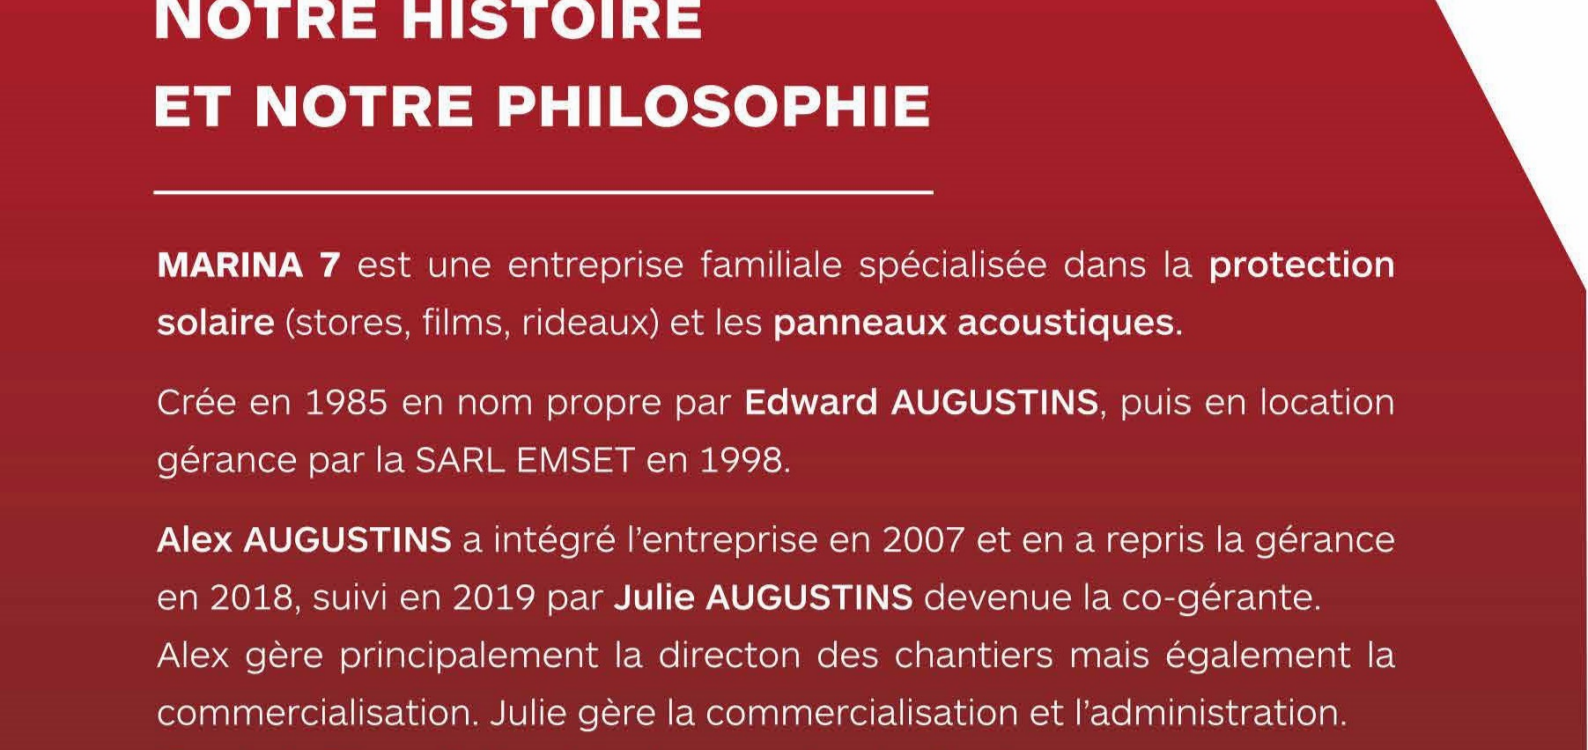 NOTRE HISTOIRE
ET NOTRE PHILOSOPHIE
MARINA 7 est une entreprise familiale spécialisée dans la protection
solaire (stores, films, rideaux) et les panneaux acoustiques.
Crée en 1985 en nom propre par Edward AUGUSTINS, puis en location
gérance par la SARL EMSET en 1998.
Alex AUGUSTINS a intégré l'entreprise en 2007 et en a repris la gérance
en 2018, suivi en 2019 par Julie AUGUSTINS devenue la co-gérante.
Alex gère principalement la directon des chantiers mais également la
commercialisation. Julie gère la commercialisation et l'administration.